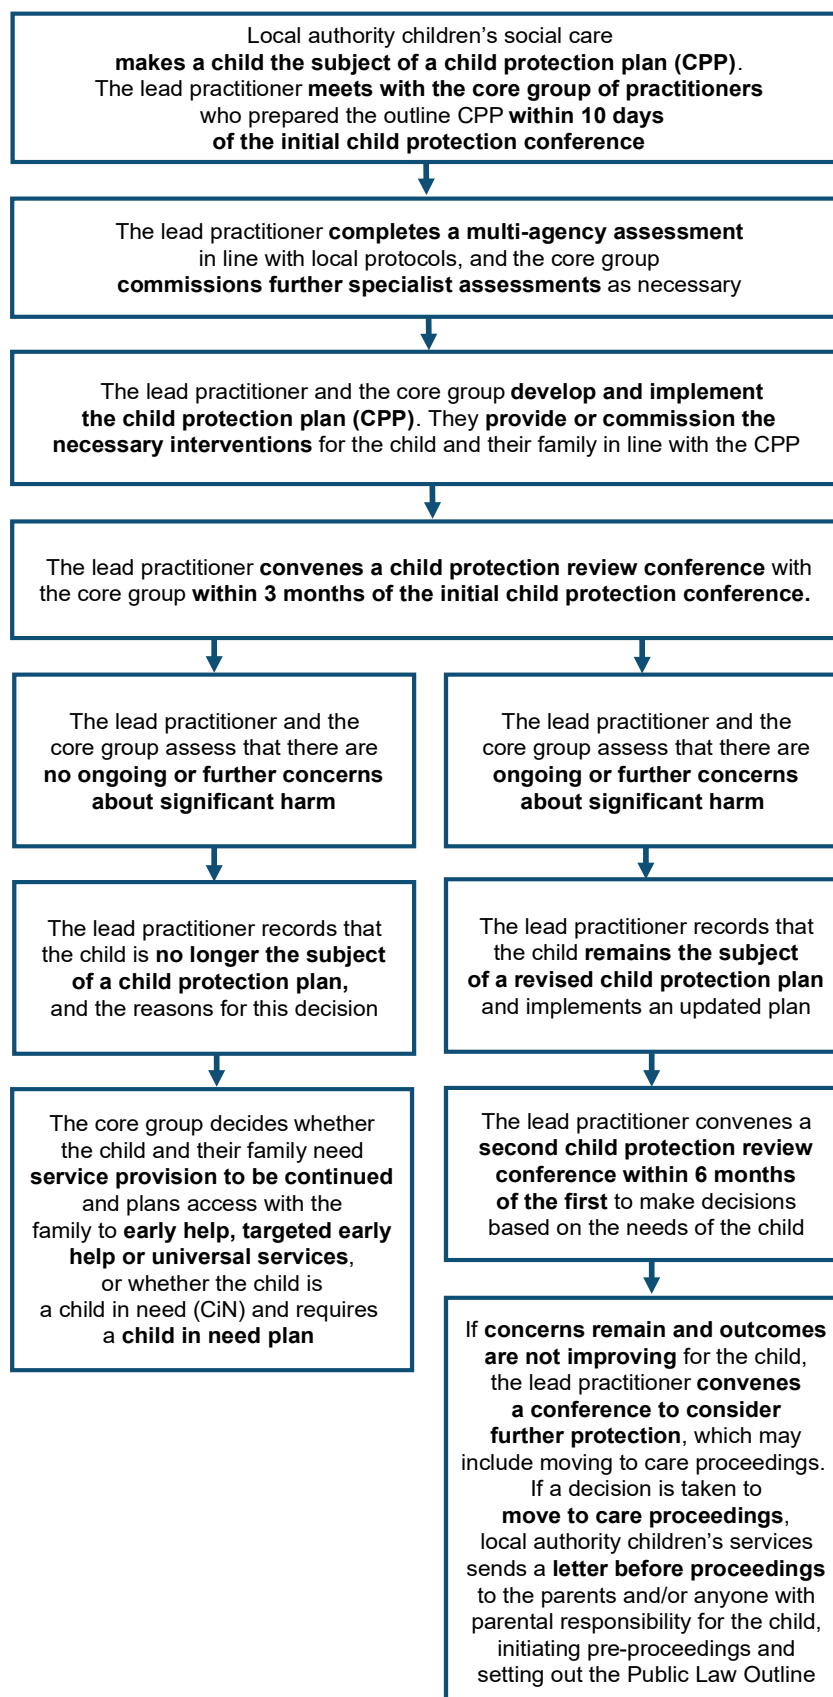 Local authority children’s social care
makes a child the subject of a child protection plan (CPP).
The lead practitioner meets with the core group of practitioners
who prepared the outline CPP within 10 days
of the initial child protection conference
The lead practitioner completes a multi-agency assessment
in line with local protocols, and the core group
commissions further specialist assessments as necessary
The lead practitioner and the core group develop and implement
the child protection plan (CPP). They provide or commission the
necessary interventions for the child and their family in line with the CPP
The lead practitioner convenes a child protection review conference with
the core group within 3 months of the initial child protection conference.
The lead practitioner and the
core group assess that there are
no ongoing or further concerns
about significant harm
The lead practitioner records that
the child is no longer the subject
of a child protection plan,
and the reasons for this decision
The core group decides whether
the child and their family need
service provision to be continued
and plans access with the
family to early help, targeted early
help or universal services,
or whether the child is
a child in need (CiN) and requires
a child in need plan
The lead practitioner and the
core group assess that there are
ongoing or further concerns
about significant harm
The lead practitioner records that
the child remains the subject
of a revised child protection plan
and implements an updated plan
The lead practitioner convenes a
second child protection review
conference within 6 months
of the first to make decisions
based on the needs of the child
If concerns remain and outcomes
are not improving for the child,
the lead practitioner convenes
a conference to consider
further protection, which may
include moving to care proceedings.
If a decision is taken to
move to care proceedings,
local authority children’s services
sends a letter before proceedings
to the parents and/or anyone with
parental responsibility for the child,
initiating pre-proceedings and
setting out the Public Law Outline